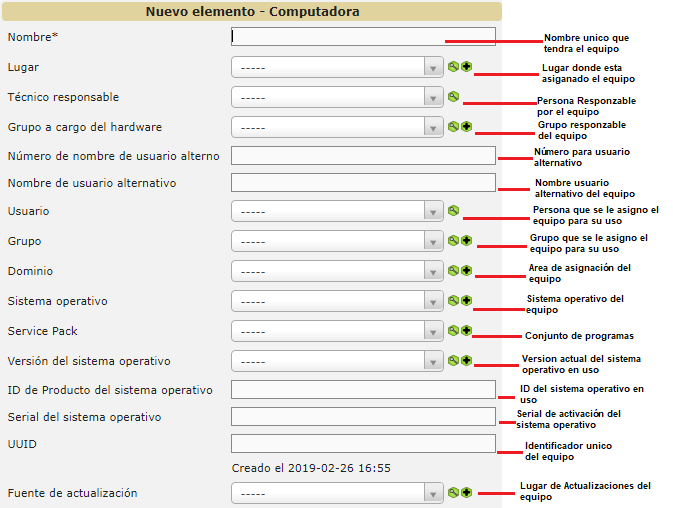 Nuevo elemento - Computadora
Nombre*
Nombre unico que
tendra el equipo
Lugar
-----
Lugar donde esta
asiganado el equipo
Técnico responsable
-----
Persona Responzable
por el equipo
Grupo a cargo del hardware
-----
Grupo responzable
del equipo
Número de nombre de usuario alterno
Número para usuario
alternativo
Nombre de usuario alternativo
Nombre usuario
alternativo del equipo
Usuario
-----
Persona que se le asigno el
equipo para su uso
Grupo
-----
Grupo que se le asigno el
equipo para su uso
Dominio
-----
Area de asignación del
equipo
Sistema operativo
-----
Sistema operativo del
equipo
Service Pack
-----
Conjunto de programas
Versión del sistema operativo
-----
Version actual del sistema
operativo en uso
ID de Producto del sistema operativo
ID del sistema operativo en
uso
Serial del sistema operativo
Serial de activación del
sistema operativo
UUID
Identificador unico
del equipo
Creado el 2019-02-26 16:55
Fuente de actualización
-----
Lugar de Actualizaciones del
equipo